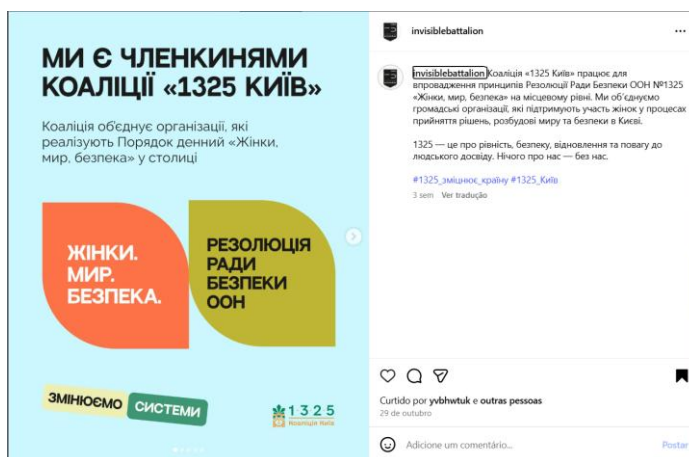 МИ Є ЧЛЕНКИНЯМИ
КОАЛІЦІЇ «1325 КИЇВ»
Коаліція об'єднує організації, які
реалізують Порядок денний «Жінки,
мир, безпека» у столиці
ЖІНКИ.
МИР.
БЕЗПЕКА.
РЕЗОЛЮЦІЯ
РАДИ
БЕЗПЕКИ
ООН
ЗМІНЮЄМО СИСТЕМИ
1325
Коаліція Київ
invisiblebattalion
invisiblebattalion Коаліція «1325 Київ» працює для
впровадження принципів Резолюції Ради Безпеки ООН №1325
«Жінки, мир, безпека» на місцевому рівні. Ми об'єднуємо
громадські організації, які підтримують участь жінок у процесах
прийняття рішень, розбудові миру та безпеки в Києві.
1325 — це про рівність, безпеку, відновлення та повагу до
людського досвіду. Нічого про нас — без нас.
#1325_зміцнює_країну #1325_Київ
3 sem Ver tradução
Curtido por yvbhwtuk e outras pessoas
29 de outubro
Adicione um comentário...
Postar